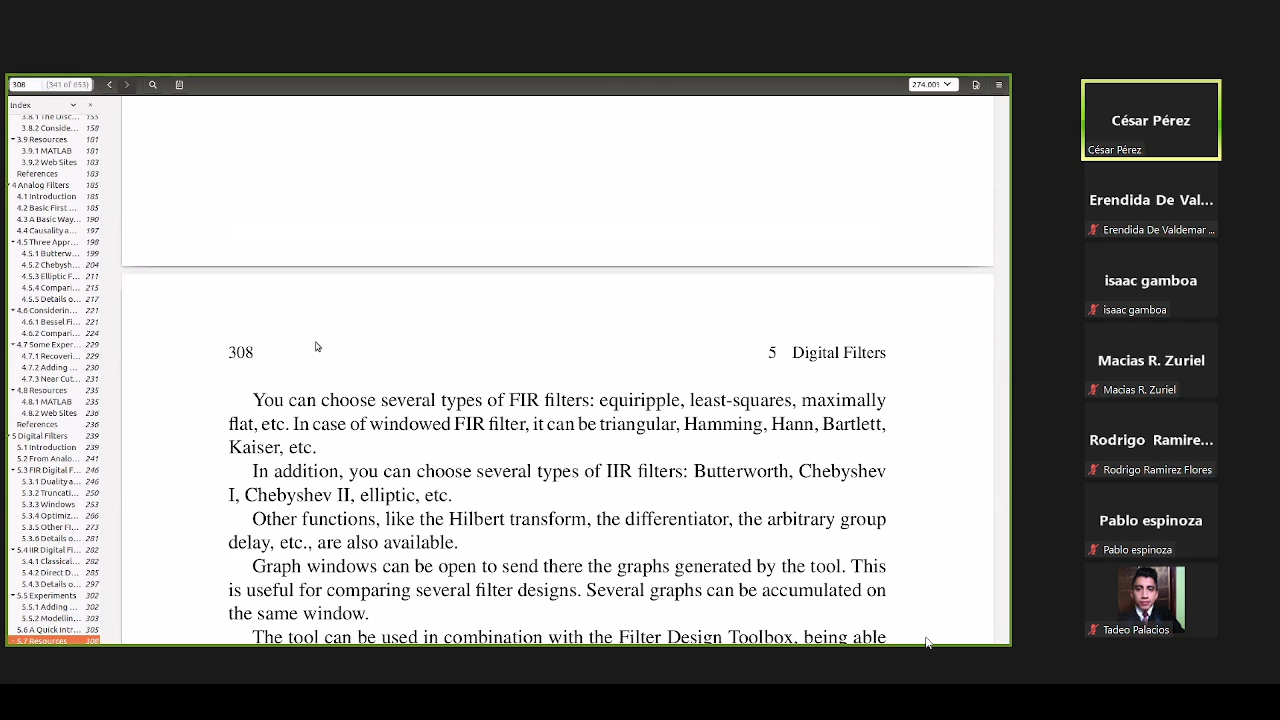 308 (341 of 653)
274.00%
Index
3.8.1 The Disc... 155
3.8.2 Conside... 158
3.9 Resources 181
3.9.1 MATLAB 181
3.9.2 Web Sites 183
References 183
4 Analog Filters 185
4.1 Introduction 185
4.2 Basic First ... 185
4.3 A Basic Way... 190
4.4 Causality a... 197
4.5 Three Appr... 198
4.5.1 Butterw... 199
4.5.2 Chebysh... 204
4.5.3 Elliptic F... 211
4.5.4 Compari... 215
4.5.5 Details o... 217
4.6 Considerin... 221
4.6.1 Bessel Fi... 221
4.6.2 Compari... 224
4.7 Some Exper... 229
4.7.1 Recoveri... 229
4.7.2 Adding ... 230
4.7.3 Near Cut... 231
4.8 Resources 235
4.8.1 MATLAB 235
4.8.2 Web Sites 236
References 236
5 Digital Filters 239
5.1 Introduction 239
5.2 From Analo... 241
5.3 FIR Digital F... 246
5.3.1 Duality a... 246
5.3.2 Truncati... 250
5.3.3 Windows 253
5.3.4 Optimiz... 266
5.3.5 Other FI... 273
5.3.6 Details o... 281
5.4 IIR Digital Fi... 282
5.4.1 Classical... 282
5.4.2 Direct D... 285
5.4.3 Details o... 297
5.5 Experiments 302
5.5.1 Adding ... 302
5.5.2 Modellin... 303
5.6 A Quick Intr... 305
5.7 Resources 308
308 5 Digital Filters
You can choose several types of FIR filters: equiripple, least-squares, maximally
flat, etc. In case of windowed FIR filter, it can be triangular, Hamming, Hann, Bartlett,
Kaiser, etc.
In addition, you can choose several types of IIR filters: Butterworth, Chebyshev
I, Chebyshev II, elliptic, etc.
Other functions, like the Hilbert transform, the differentiator, the arbitrary group
delay, etc., are also available.
Graph windows can be open to send there the graphs generated by the tool. This
is useful for comparing several filter designs. Several graphs can be accumulated on
the same window.
The tool can be used in combination with the Filter Design Toolbox, being able
César Pérez
César Pérez
Erendida De Val...
Erendida De Valdemar ...
isaac gamboa
isaac gamboa
Macias R. Zuriel
Macias R. Zuriel
Rodrigo Ramire...
Rodrigo Ramirez Flores
Pablo espinoza
Pablo espinoza
Tadeo Palacios